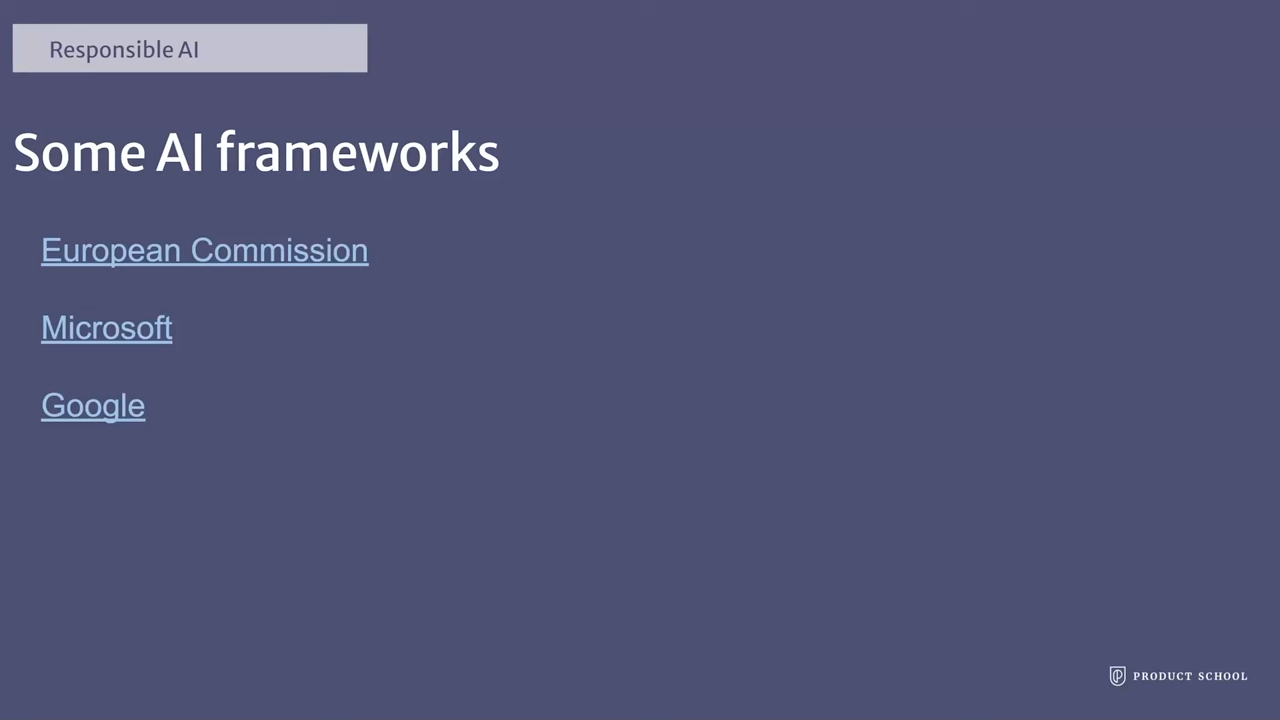 Responsible AI
Some AI frameworks
European Commission
Microsoft
Google
PRODUCT SCHOOL